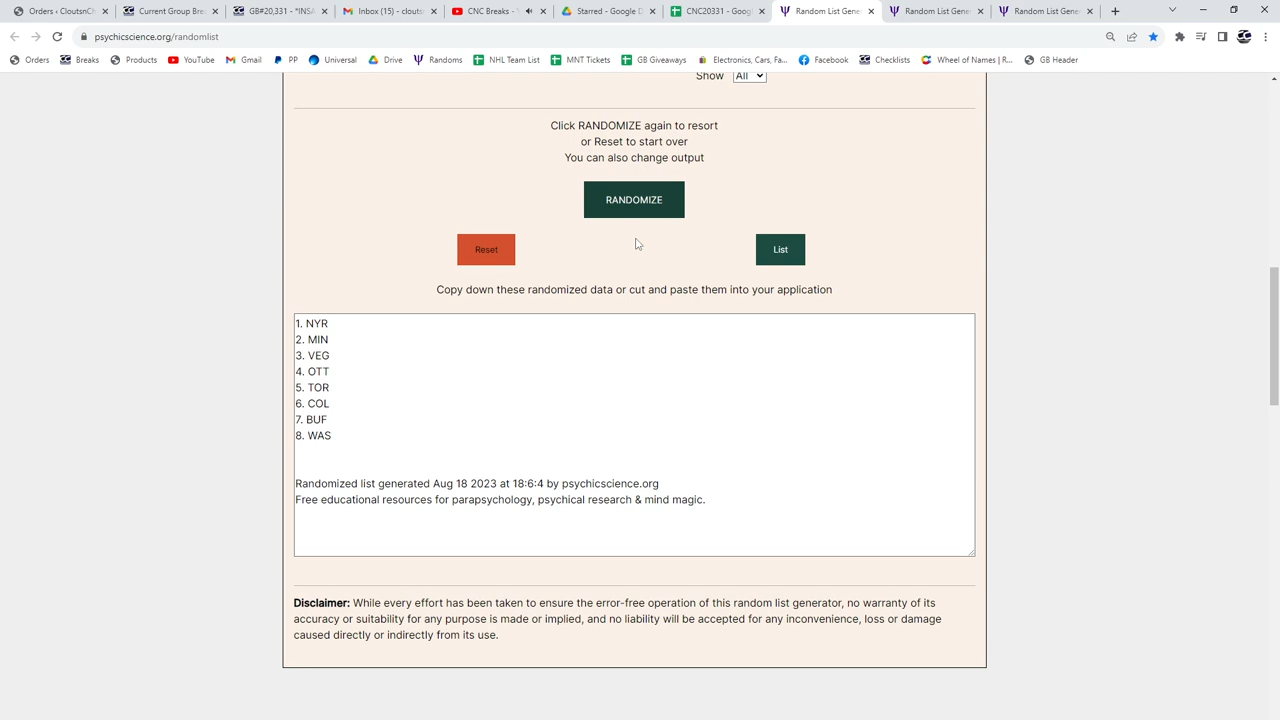 Orders ‹ CloutsnCh
Current Group Bre
GB#20,331 - *INSA
Inbox (15) - clouts
CNC Breaks -
Starred - Google D
CNC20331 - Goog
Random List Gene
Random List Gene
Random List Gene
psychicscience.org/randomlist
Orders
Breaks
Products
YouTube
Gmail
PP
Universal
Drive
Randoms
NHL Team List
MNT Tickets
GB Giveaways
Electronics, Cars, Fa...
Facebook
Checklists
Wheel of Names | R...
GB Header
Show All
Click RANDOMIZE again to resort
or Reset to start over
You can also change output
RANDOMIZE
Reset
List
Copy down these randomized data or cut and paste them into your application
1. NYR
2. MIN
3. VEG
4. OTT
5. TOR
6. COL
7. BUF
8. WAS
Randomized list generated Aug 18 2023 at 18:6:4 by psychicscience.org
Free educational resources for parapsychology, psychical research & mind magic.
Disclaimer: While every effort has been taken to ensure the error-free operation of this random list generator, no warranty of its
accuracy or suitability for any purpose is made or implied, and no liability will be accepted for any inconvenience, loss or damage
caused directly or indirectly from its use.